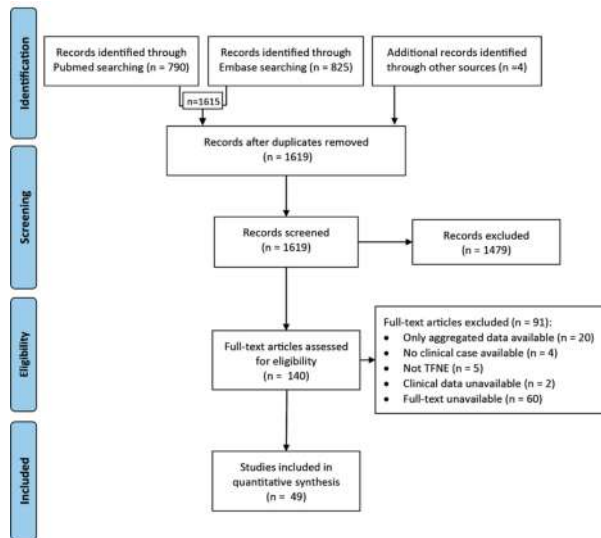 Identification
Records identified through
Pubmed searching (n = 790)
Records identified through
Embase searching (n = 825)
Additional records identified
through other sources (n =4)
n=1615
Records after duplicates removed
(n = 1619)
Screening
Records screened
(n = 1619)
Records excluded
(n = 1479)
Eligibility
Full-text articles assessed
for eligibility
(n = 140)
Full-text articles excluded (n = 91):
• Only aggregated data available (n = 20)
• No clinical case available (n = 4)
• Not TFNE (n = 5)
• Clinical data unavailable (n = 2)
• Full-text unavailable (n = 60)
Included
Studies included in
quantitative synthesis
(n = 49)